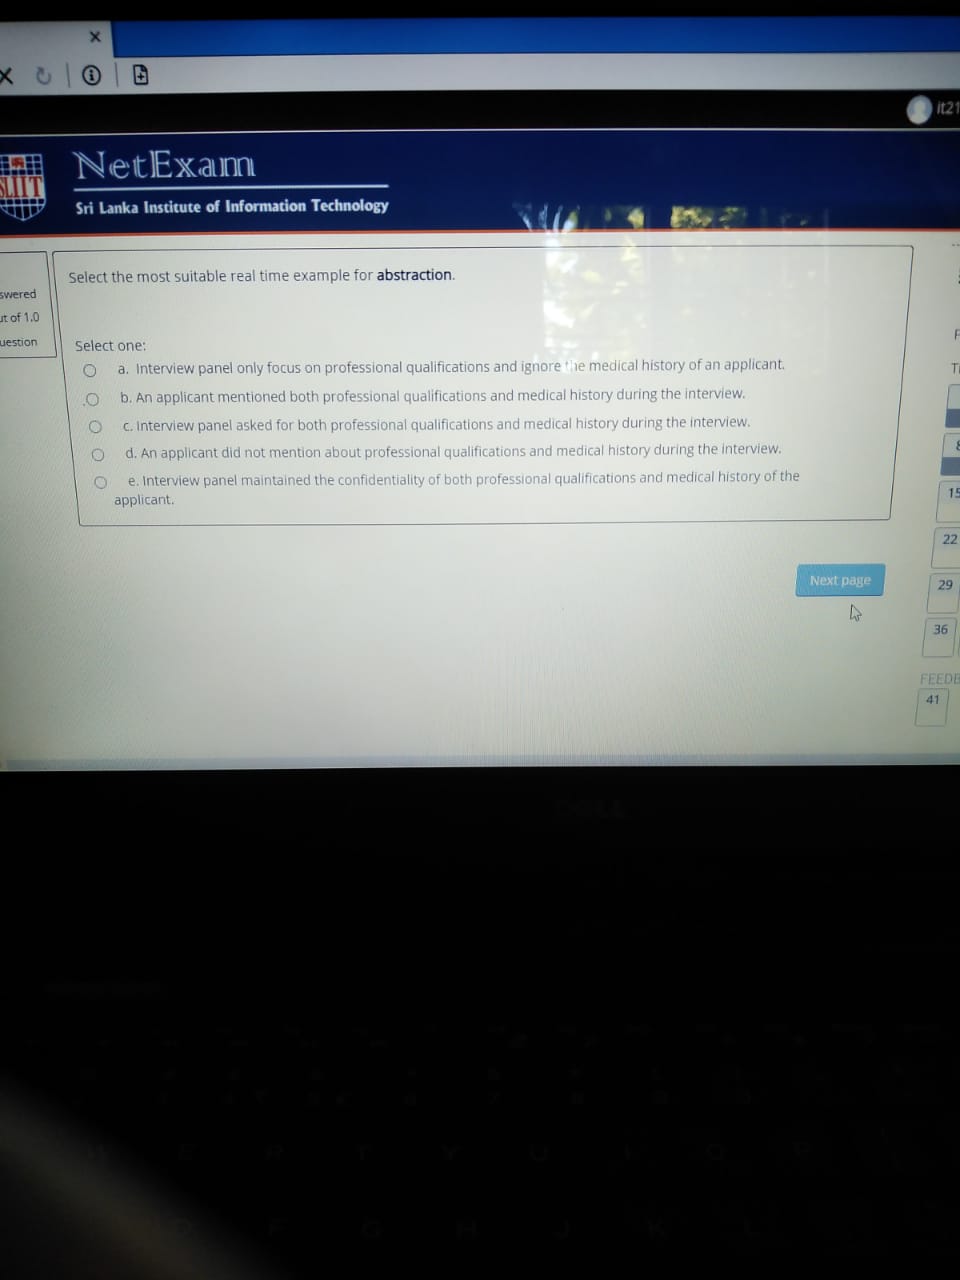 it21
SLIIT
NetExam
Sri Lanka Institute of Information Technology
swered
ut of 1.0
uestion
Select the most suitable real time example for abstraction.
Select one:
a. Interview panel only focus on professional qualifications and ignore the medical history of an applicant.
b. An applicant mentioned both professional qualifications and medical history during the interview.
c. Interview panel asked for both professional qualifications and medical history during the interview.
d. An applicant did not mention about professional qualifications and medical history during the interview.
e. Interview panel maintained the confidentiality of both professional qualifications and medical history of the
applicant.
Next page
15
22
29
36
FEEDB
41